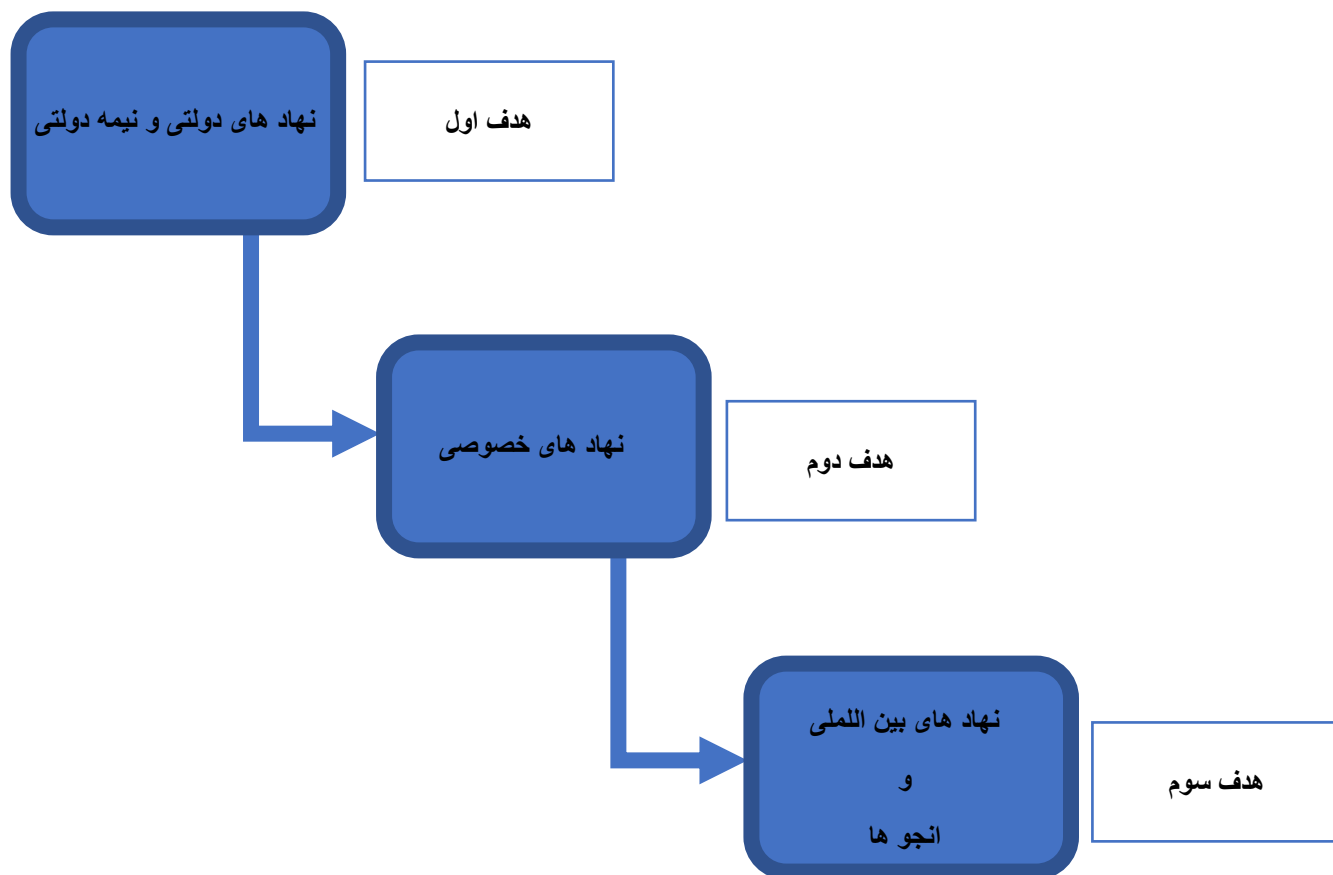 نهاد های دولتی و نیمه دولتی
هدف اول
نهاد های خصوصی
هدف دوم
نهاد های بین اللملی
و
انجو ها
هدف سوم